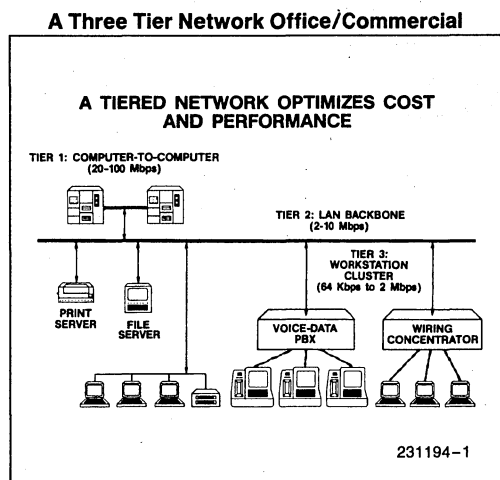 A Three Tier Network Office/Commercial
A TIERED NETWORK OPTIMIZES COST
AND PERFORMANCE
TIER 1: COMPUTER-TO-COMPUTER
(20-100 Mbps)
TIER 2: LAN BACKBONE
(2-10 Mbps)
TIER 3:
WORKSTATION
CLUSTER
(64 Kbps to 2 Mbps)
PRINT
SERVER
FILE
SERVER
VOICE-DATA
PBX
WIRING
CONCENTRATOR
231194-1